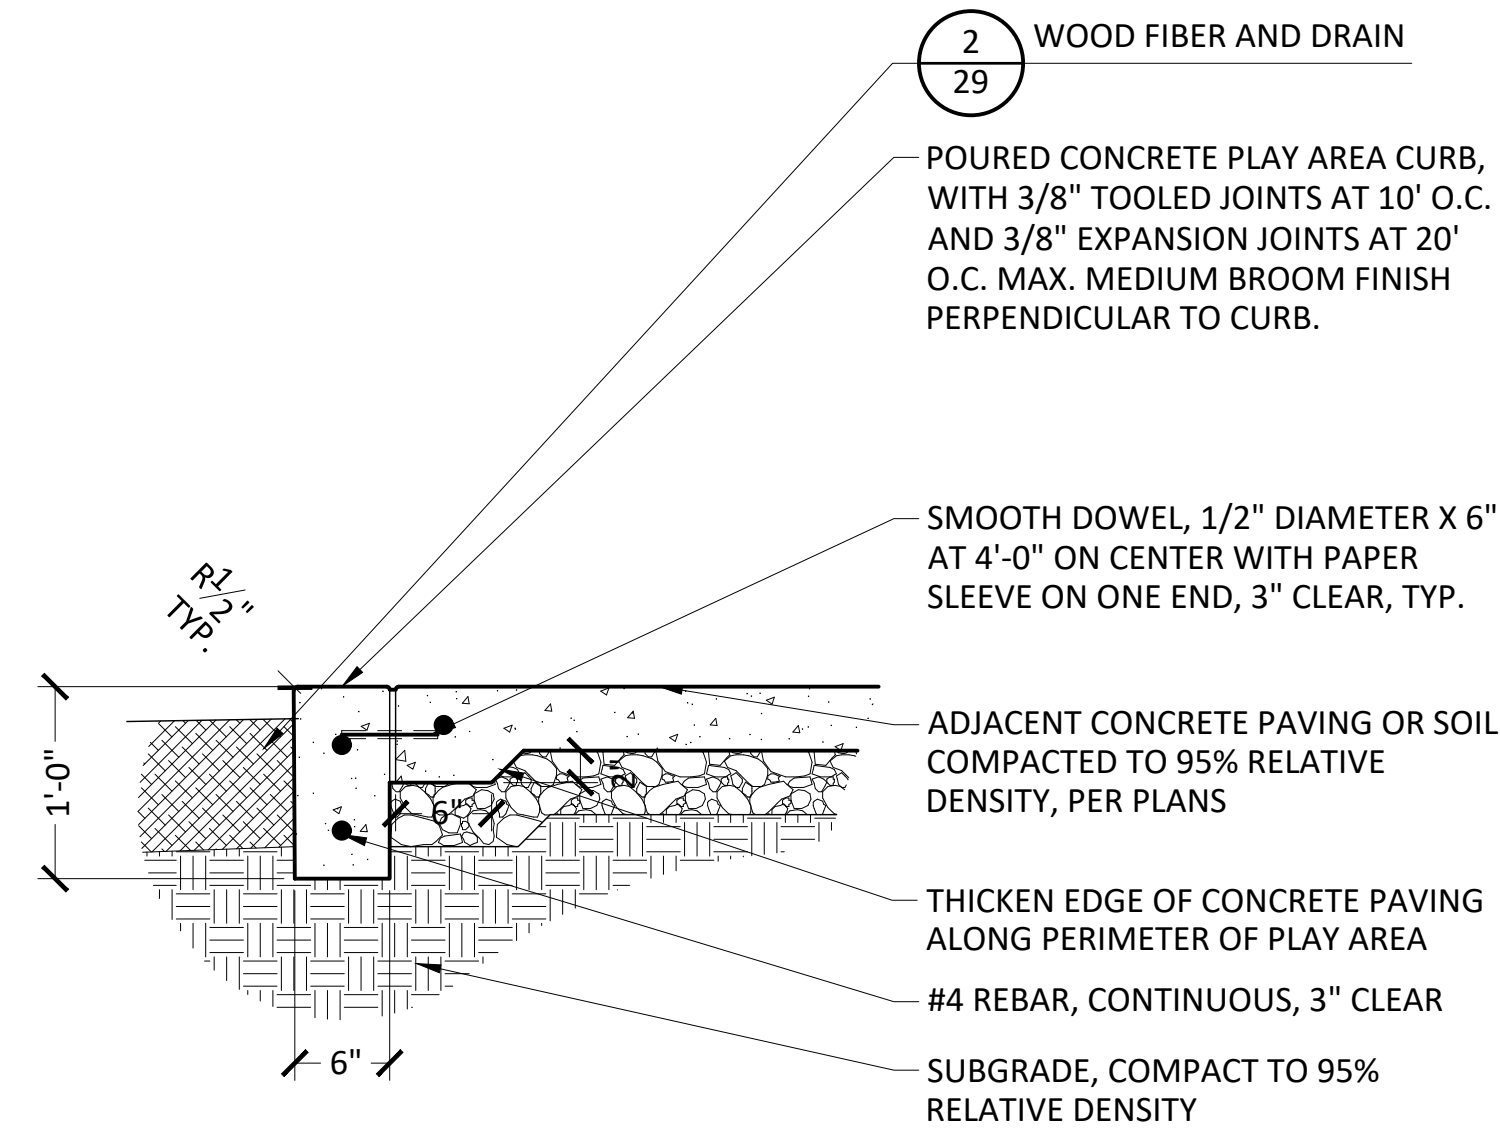 2
29
WOOD FIBER AND DRAIN
POURED CONCRETE PLAY AREA CURB,
WITH 3/8" TOOLED JOINTS AT 10' O.C.
AND 3/8" EXPANSION JOINTS AT 20'
O.C. MAX. MEDIUM BROOM FINISH
PERPENDICULAR TO CURB.
SMOOTH DOWEL, 1/2" DIAMETER X 6"
AT 4'-0" ON CENTER WITH PAPER
SLEEVE ON ONE END, 3" CLEAR, TYP.
R1/2"
TYP.
ADJACENT CONCRETE PAVING OR SOIL
COMPACTED TO 95% RELATIVE
DENSITY, PER PLANS
1'-0"
2"
6"
THICKEN EDGE OF CONCRETE PAVING
ALONG PERIMETER OF PLAY AREA
#4 REBAR, CONTINUOUS, 3" CLEAR
6"
SUBGRADE, COMPACT TO 95%
RELATIVE DENSITY